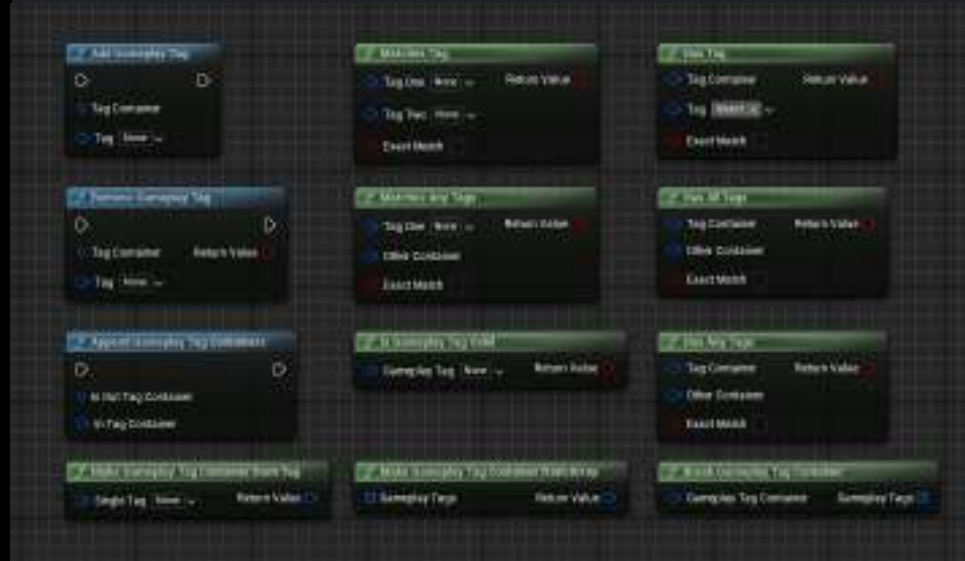 Add Gameplay Tag
Tag Container
Tag None
Matches Tag
Tag One None Return Value
Tag Two None
Exact Match
Has Tag
Tag Container Return Value
Tag
Exact Match
Remove Gameplay Tag
Tag Container Return Value
Tag None
Matches Any Tags
Tag One None Return Value
Other Container
Exact Match
Has All Tags
Tag Container Return Value
Other Container
Exact Match
Append Gameplay Tag Containers
In Out Tag Container
In Tag Container
Is Gameplay Tag Valid
Gameplay Tag None Return Value
Has Any Tags
Tag Container Return Value
Other Container
Exact Match
Make Gameplay Tag Container from Tag
Single Tag None Return Value
Make Gameplay Tag Container from Array
Gameplay Tags Return Value
Break Gameplay Tag Container
Gameplay Tag Container Gameplay Tags